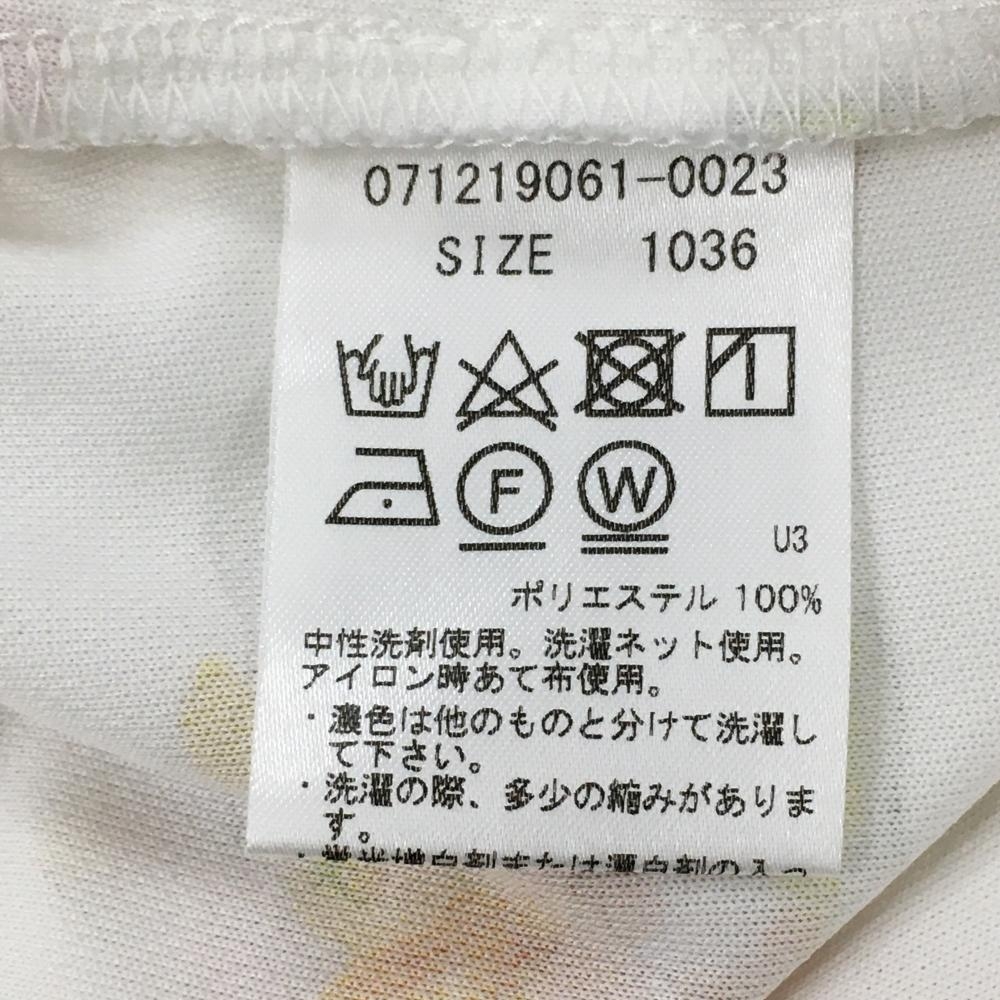 071219061-0023
SIZE 1036
F W
U3
ポリエステル 100%
中性洗剤使用。洗濯ネット使用。
アイロン時あて布使用。
・濃色は他のものと分けて洗濯し
て下さい。
・洗濯の際、多少の縮みがありま
す。